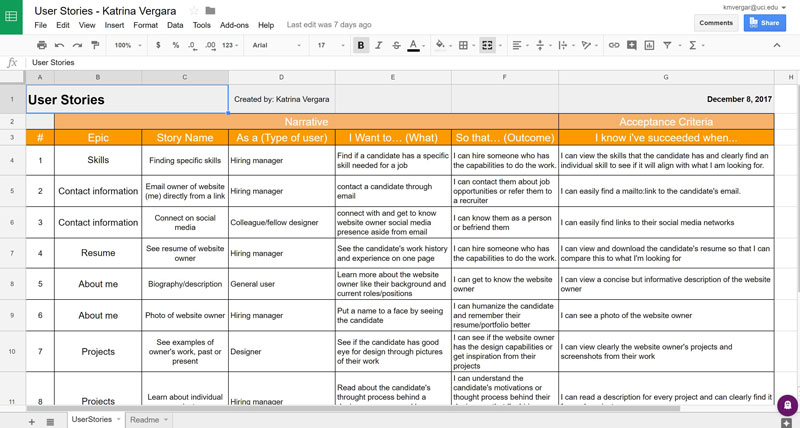 User Stories - Katrina Vergara
kmvergar@uci.edu
File Edit View Insert Format Data Tools Add-ons Help Last edit was 7 days ago
Comments
Share
100%
$ % .0 .00 123
Arial
17
B I S A
fx User Stories
A B C D E F G H
1 User Stories Created by: Katrina Vergara December 8, 2017
2 Narrative Acceptance Criteria
3 # Epic Story Name As a (Type of user) I Want to… (What) So that… (Outcome) I know i've succeeded when...
4 1 Skills
Finding specific skills
Hiring manager
Find if a candidate has a specific
skill needed for a job
I can hire someone who has
the capabilities to do the work.
I can view the skills that the candidate has and clearly find an
individual skill to see if it will align with what I am looking for.
5 2 Contact information
Email owner of website
(me) directly from a link
Hiring manager
contact a candidate through
email
I can contact them about job
opportunities or refer them to
a recruiter
I can easily find a mailto:link to the candidate's email.
6 3 Contact information
Connect on social
media
Colleague/fellow designer
connect with and get to know
website owner social media
presence aside from email
I can know them as a person
or befriend them
I can easily find links to their social media networks
7 4 Resume
See resume of website
owner
Hiring manager
See the candidate's work history
and experience on one page
I can hire someone who has
the capabilities to do the work.
I can view and download the candidate's resume so that I can
compare this to what I'm looking for
8 5 About me
Biography/description
General user
Learn more about the website
owner like their background and
current roles/positions
I can get to know the website
owner
I can view a concise but informative description of the website
owner
9 6 About me
Photo of website owner
Hiring manager
Put a name to a face by seeing
the candidate
I can humanize the candidate
and remember their
resume/portfolio better
I can see a photo of the website owner
10 7 Projects
See examples of
owner's work, past or
present
Designer
See if the candidate has good
eye for design through pictures
of their work
I can see if the website owner
has the design capabilities or
get inspiration from their
projects
I can view clearly the website owner's projects and
screenshots from their work
11 8 Projects
Learn about individual
Hiring manager
Read about the candidate's
thought process behind a
I can understand the
candidate's motivations or
thought process behind their
I can read a description for every project and can clearly find it
UserStories
Readme